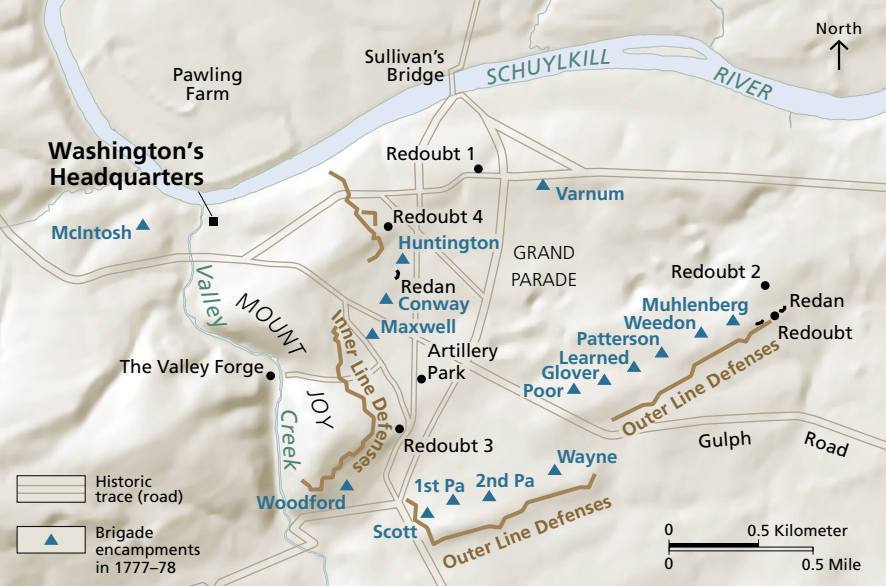 North
Sullivan's
Bridge
SCHUYLKILL
RIVER
Pawling
Farm
Washington's
Headquarters
Redoubt 1
Varnum
McIntosh
Redoubt 4
Huntington
GRAND
PARADE
Redan
Conway
Maxwell
Redoubt 2
Redan
Redoubt
Muhlenberg
Weedon
Patterson
Learned
Glover
Poor
Valley
Creek
MOUNT
JOY
Inner Line Defenses
The Valley Forge
Artillery
Park
Outer Line Defenses
Redoubt 3
Gulph
Road
Wayne
2nd Pa
1st Pa
Woodford
Scott
Outer Line Defenses
Historic
trace (road)
Brigade
encampments
in 1777–78
0
0.5 Kilometer
0
0.5 Mile